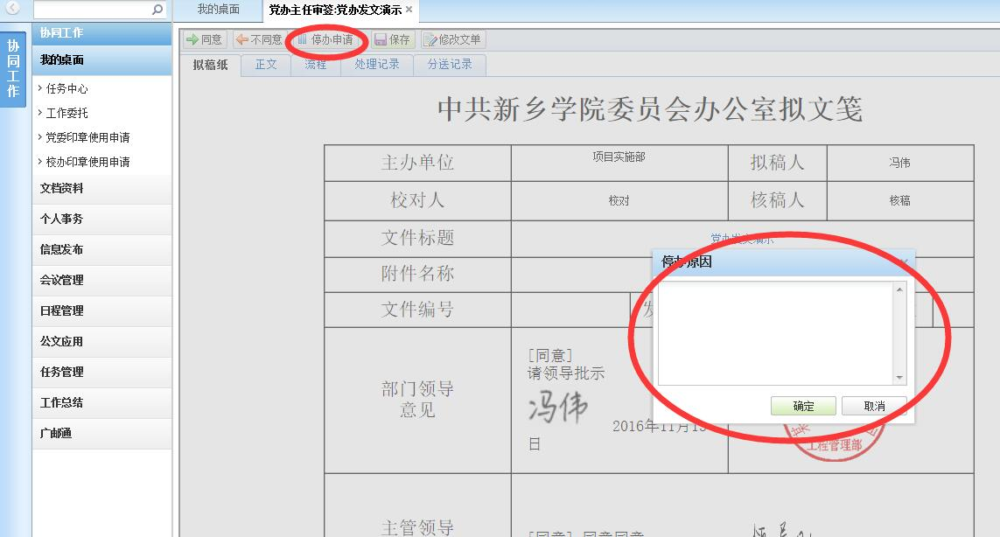 我的桌面
党办主任审签:党办发文演示
协同工作
协同工作
我的桌面
任务中心
工作委托
党委印章使用申请
校办印章使用申请
文档资料
个人事务
信息发布
会议管理
日程管理
公文应用
任务管理
工作总结
广邮通
同意
不同意
停办申请
保存
修改文单
拟稿纸
正文
流程
处理记录
分送记录
中共新乡学院委员会办公室拟文笺
主办单位
项目实施部
拟稿人
冯伟
校对人
校对
核稿人
核稿
文件标题
党办发文演示
附件名称
文件编号
发
停办原因
确定
取消
部门领导
意见
[同意]
请领导批示
冯伟
2016年11月15
日
工程管理部
主管领导
[同意] 同意同意